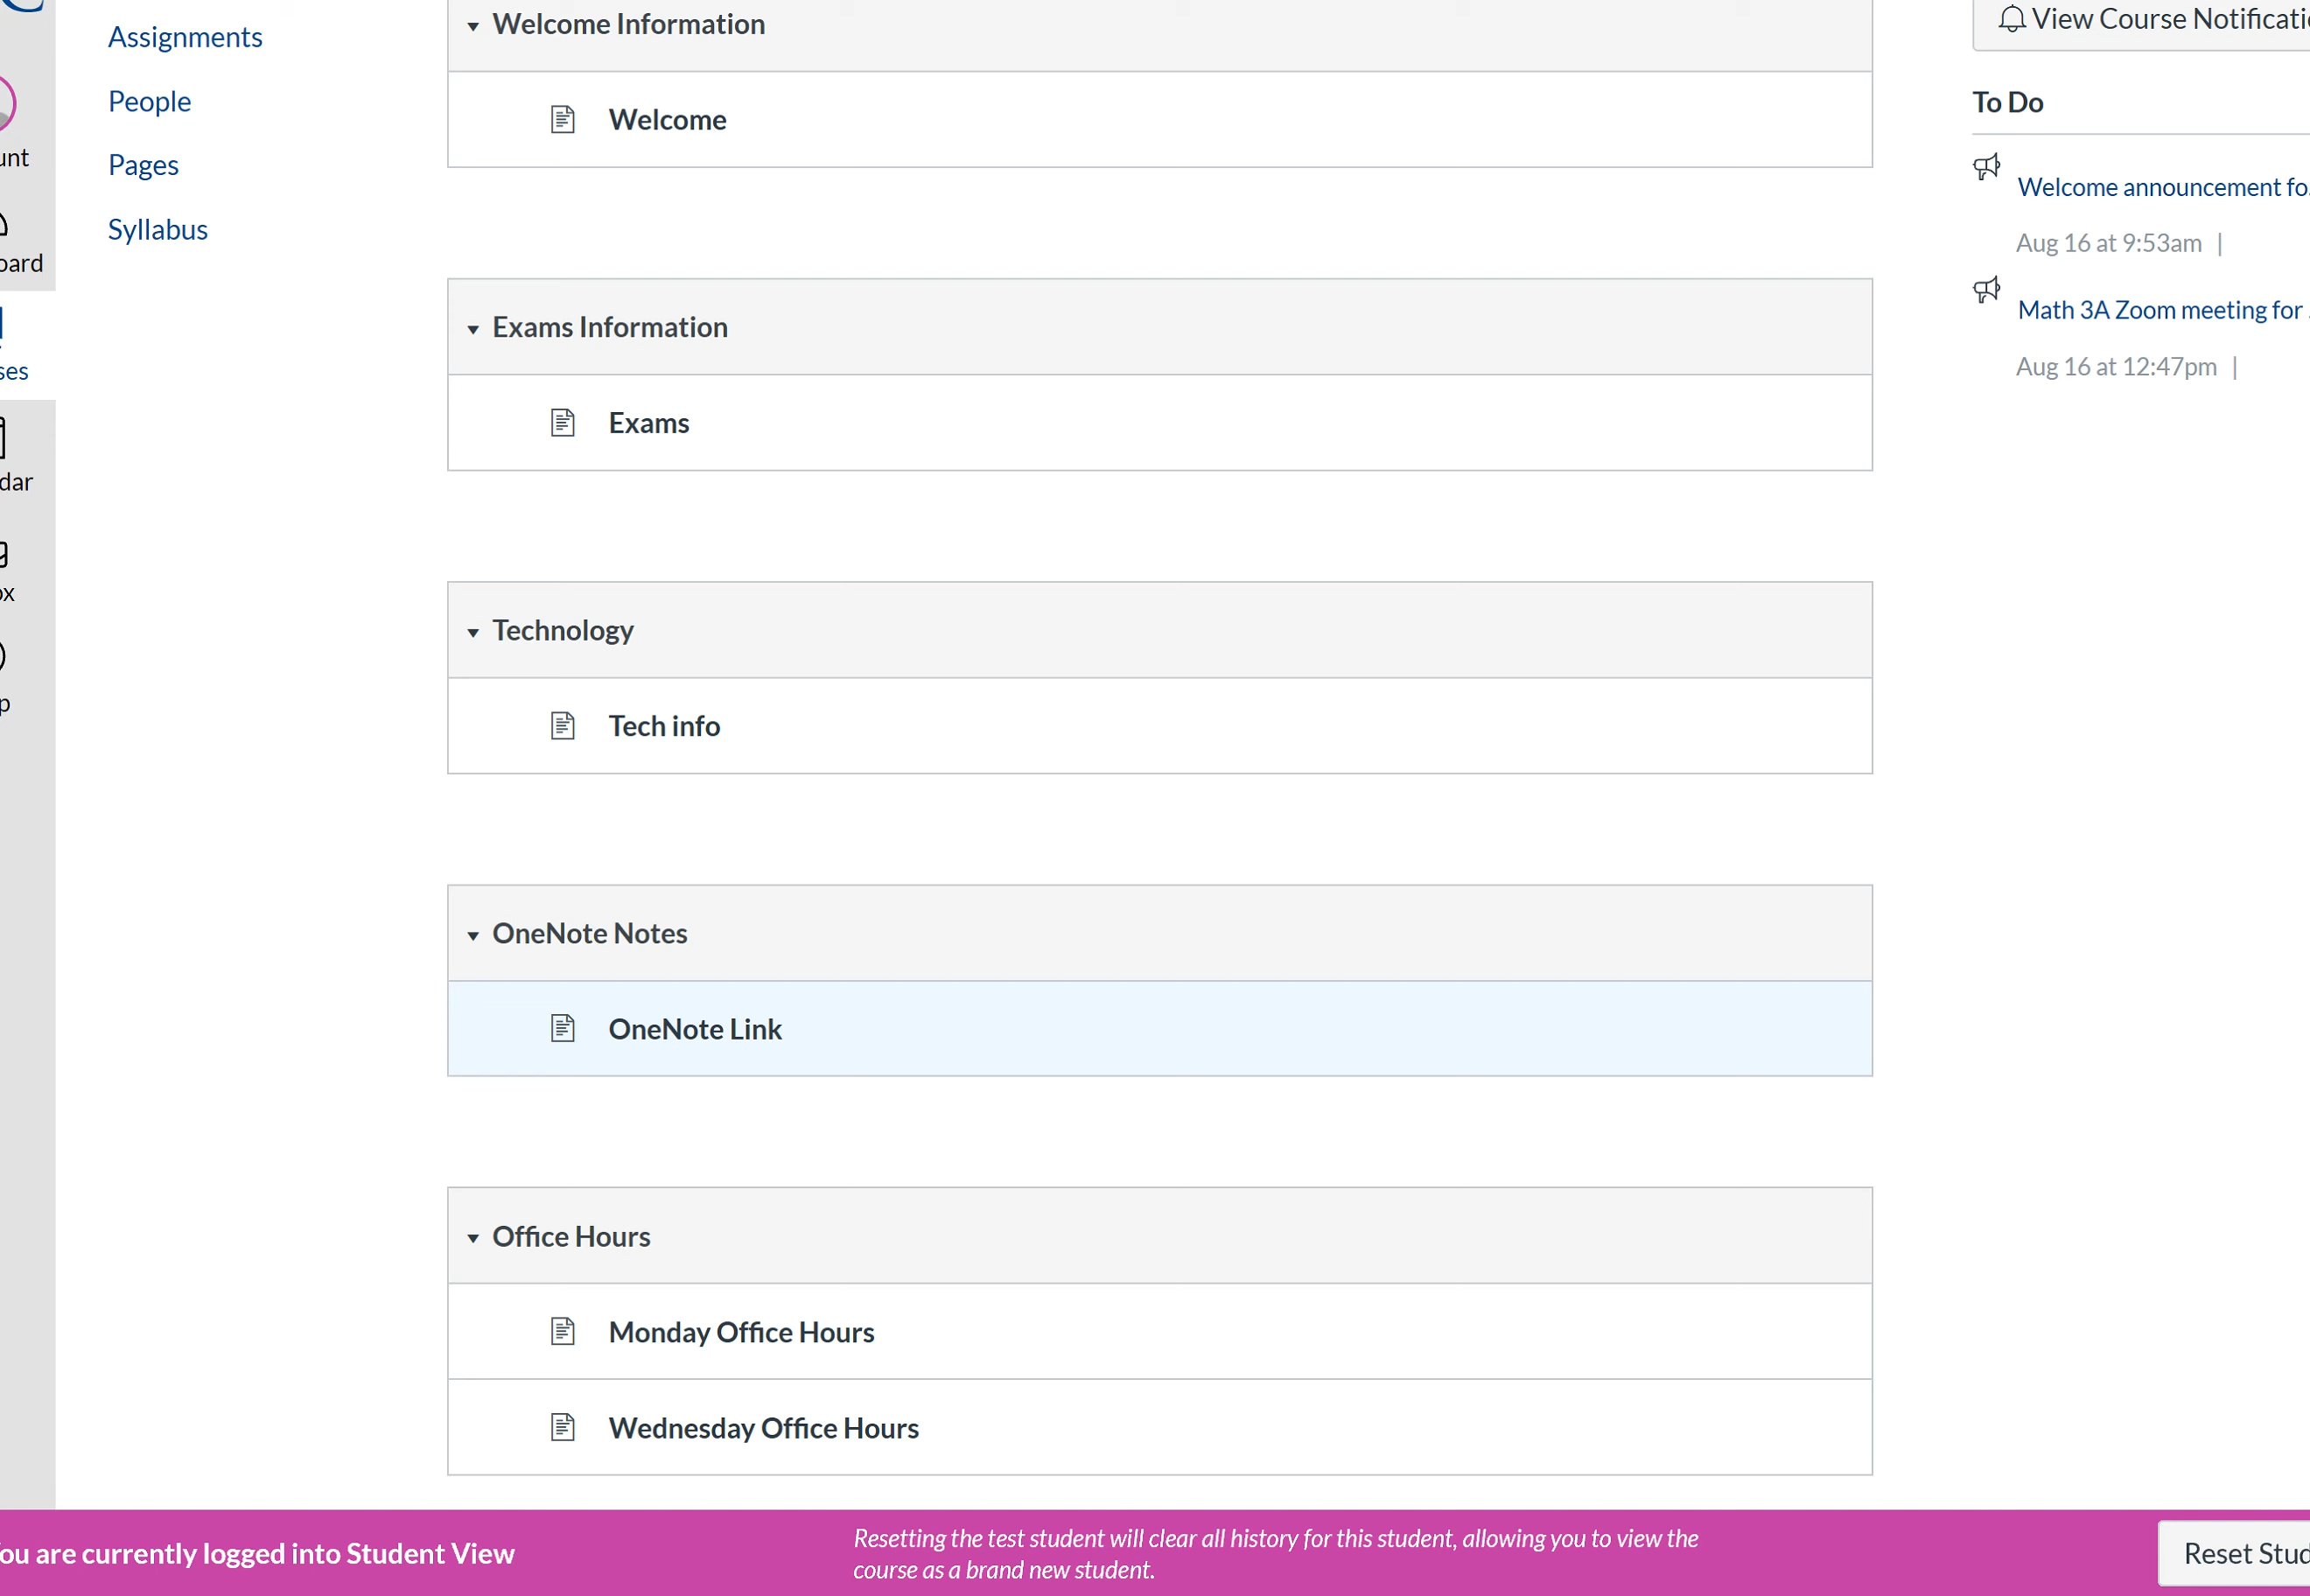 Assignments
People
Pages
Syllabus
Welcome Information
Welcome
Exams Information
Exams
Technology
Tech info
OneNote Notes
OneNote Link
Office Hours
Monday Office Hours
Wednesday Office Hours
View Course
To Do
Welcome announcement
Aug 16 at 9:53am |
Math 3A Zoom meeting for
Aug 16 at 12:47pm |
are currently logged into Student View
Resetting the test student will clear all history for this student, allowing you to view the
course as a brand new student.
Reset